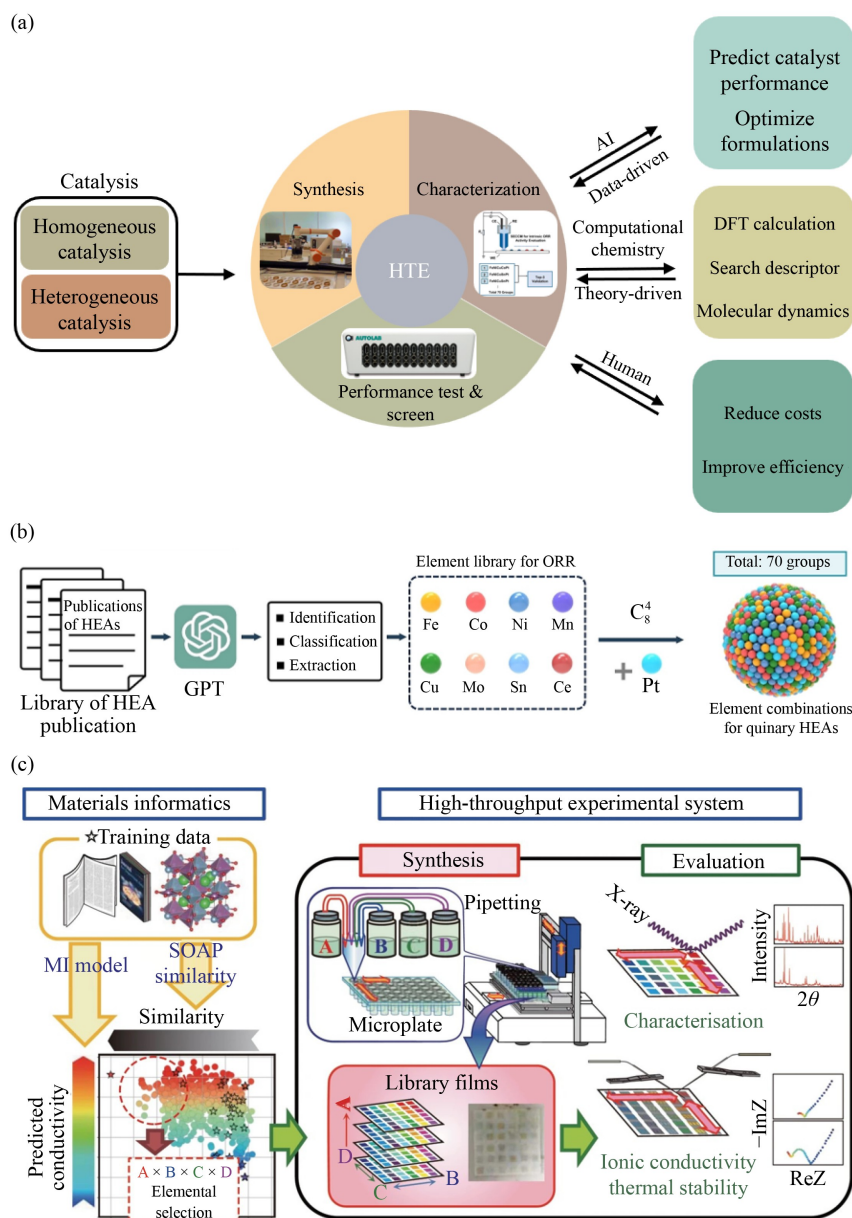 (a)
Catalysis
Homogeneous
catalysis
Heterogeneous
catalysis
Synthesis
Characterization
HTE
AUTOLAB
Performance test &
screen
AI
Data-driven
Computational
chemistry
Theory-driven
Human
Predict catalyst
performance
Optimize
formulations
DFT calculation
Search descriptor
Molecular dynamics
Reduce costs
Improve efficiency
(b)
Publications
of HEAs
Library of HEA
publication
GPT
■ Identification
■ Classification
■ Extraction
Element library for ORR
Fe Co Ni Mn
Cu Mo Sn Ce
C₈⁴
+ Pt
Total: 70 groups
Element combinations
for quinary HEAs
(c)
Materials informatics
☆Training data
MI model
SOAP
similarity
Similarity
Predicted
conductivity
A × B × C × D
Elemental
selection
High-throughput experimental system
Synthesis
A B C D
Pipetting
Microplate
Library films
A
D
C
B
Evaluation
X-ray
Intensity
2θ
Characterisation
Ionic conductivity
thermal stability
−ImZ
ReZ